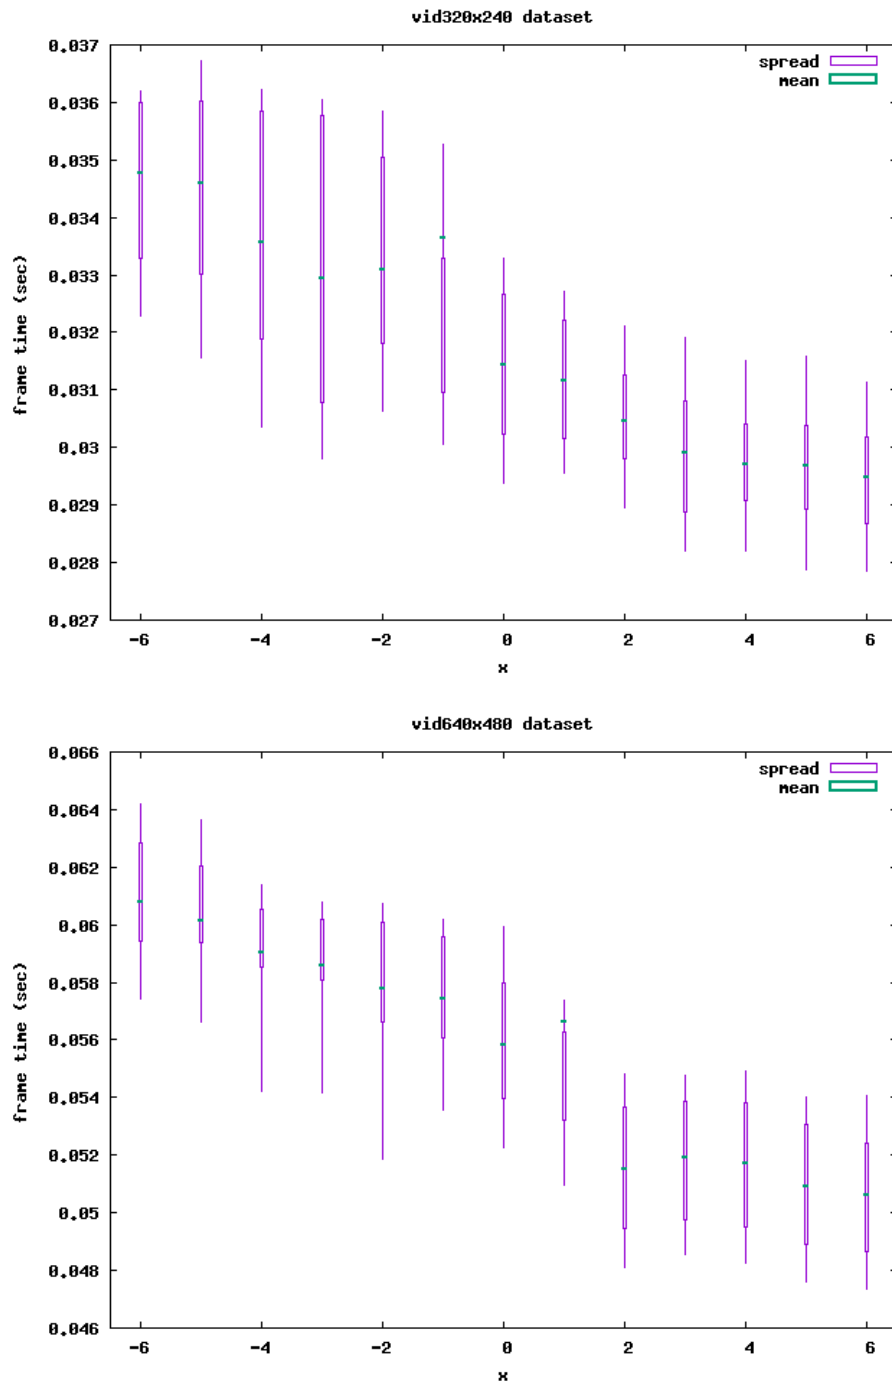 vid320x240 dataset
0.037
spread
mean
0.036
0.035
0.034
0.033
0.032
0.031
0.03
0.029
0.028
0.027
frame time (sec)
-6 -4 -2 0 2 4 6
x
vid640x480 dataset
0.066
spread
mean
0.064
0.062
0.06
0.058
0.056
0.054
0.052
0.05
0.048
0.046
frame time (sec)
-6 -4 -2 0 2 4 6
x